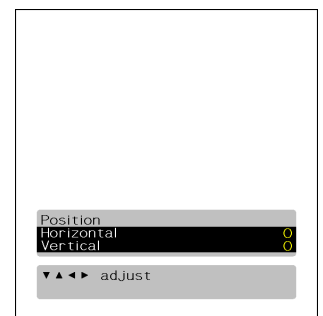 Position
Horizontal 0
Vertical 0
▼▲◄► adjust